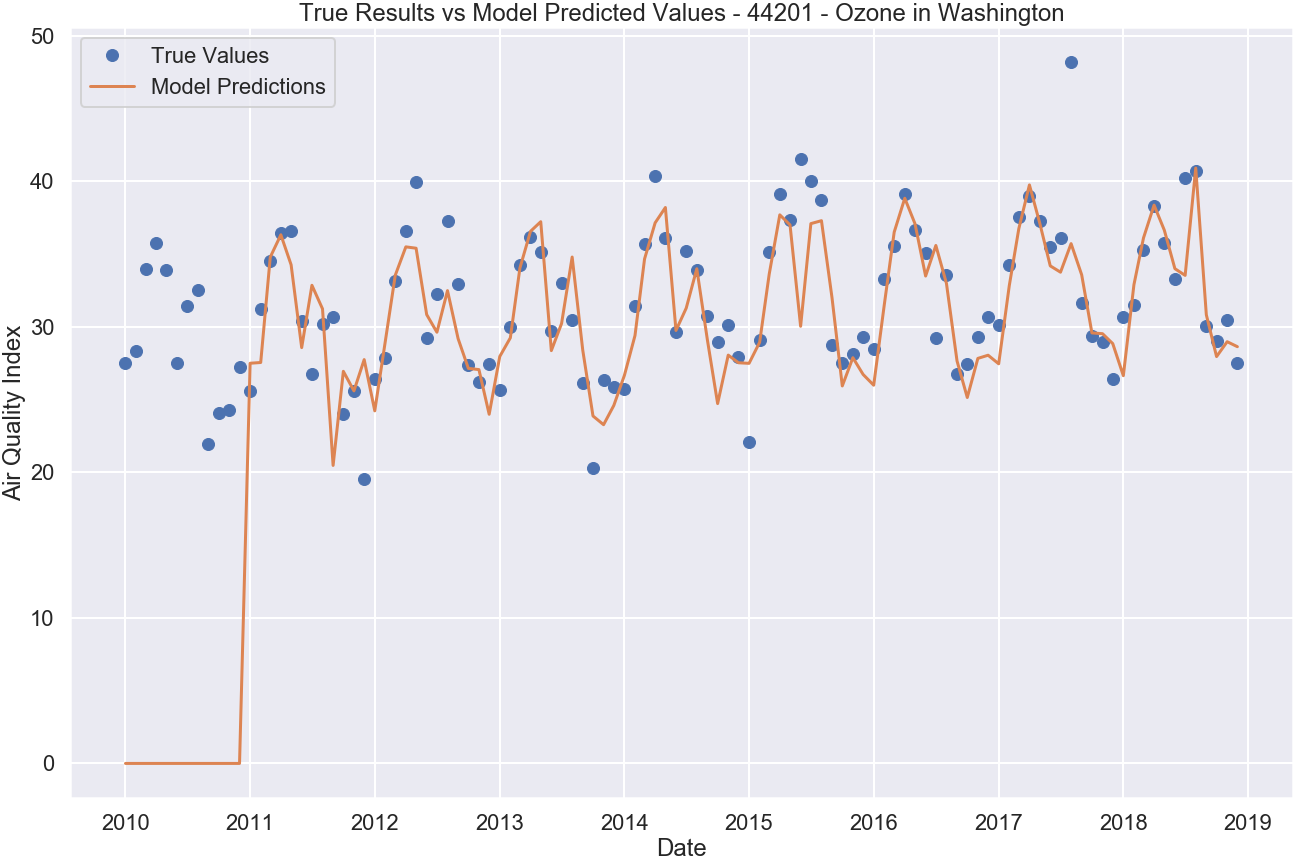 True Results vs Model Predicted Values - 44201 - Ozone in Washington
True Values
Model Predictions
Air Quality Index
50
40
30
20
10
0
2010 2011 2012 2013 2014 2015 2016 2017 2018 2019
Date